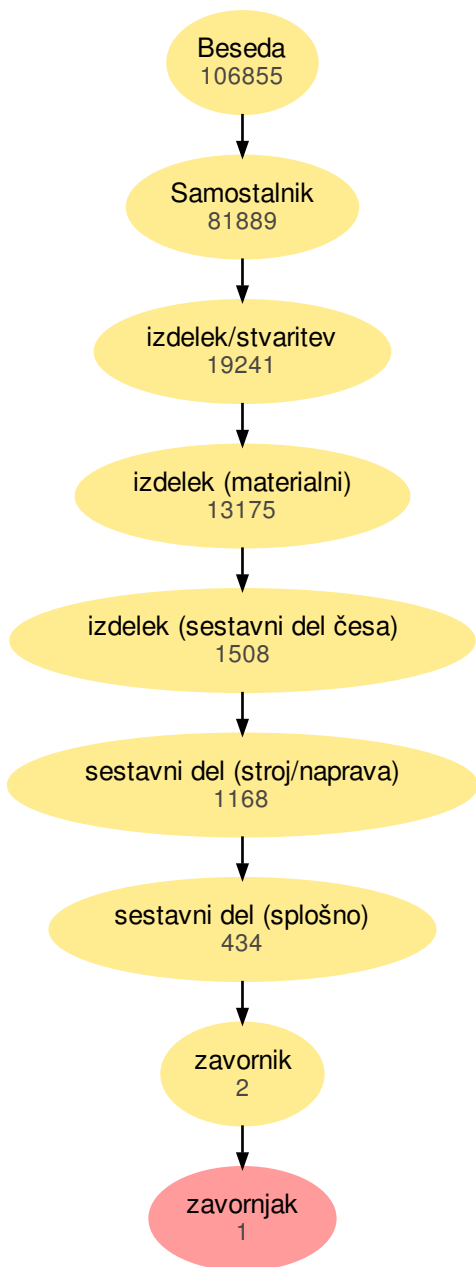 Beseda
106855
Samostalnik
81889
izdelek/stvaritev
19241
izdelek (materialni)
13175
izdelek (sestavni del česa)
1508
sestavni del (stroj/naprava)
1168
sestavni del (splošno)
434
zavornik
2
zavornjak
1